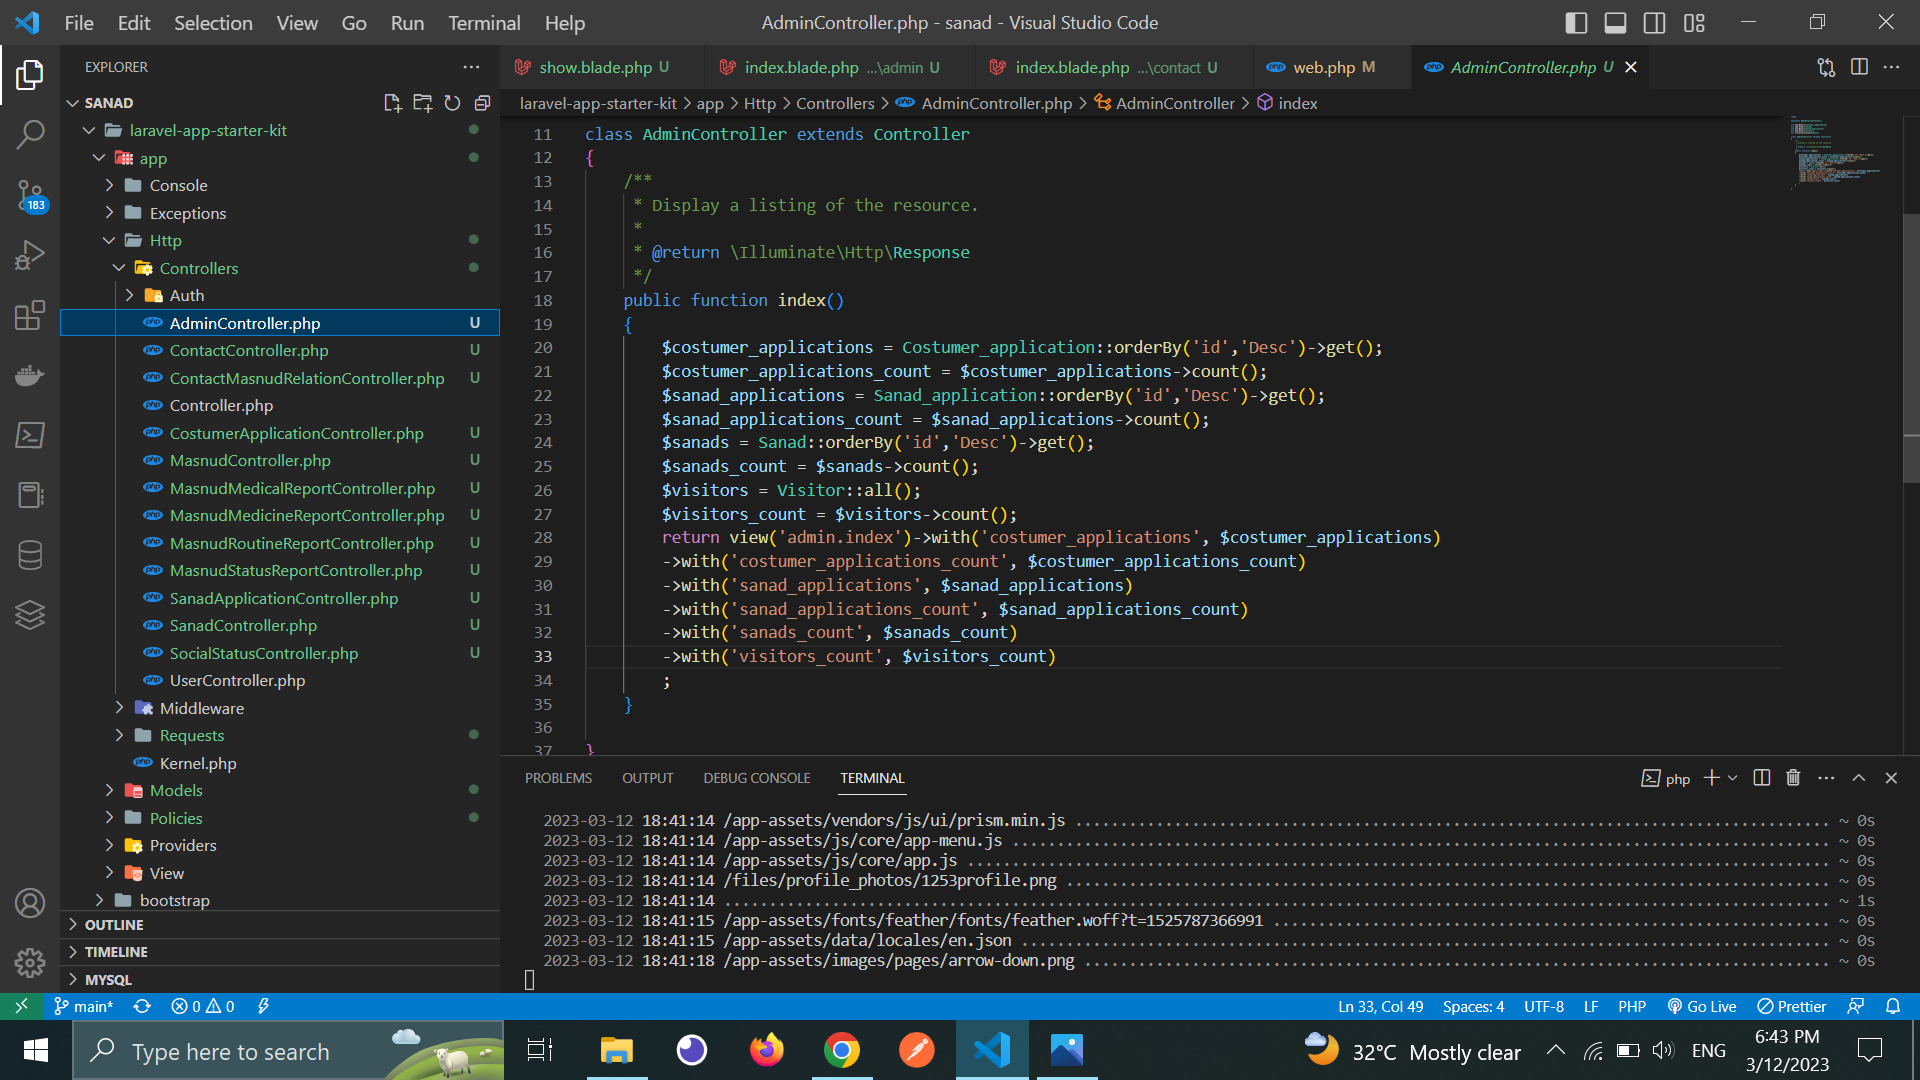 File Edit Selection View Go Run Terminal Help
AdminController.php - sanad - Visual Studio Code
EXPLORER
SANAD
laravel-app-starter-kit
app
Console
Exceptions
Http
Controllers
Auth
AdminController.php U
ContactController.php U
ContactMasnudRelationController.php U
Controller.php
CostumerApplicationController.php U
MasnudController.php U
MasnudMedicalReportController.php U
MasnudMedicineReportController.php U
MasnudRoutineReportController.php U
MasnudStatusReportController.php U
SanadApplicationController.php U
SanadController.php U
SocialStatusController.php U
UserController.php
Middleware
Requests
Kernel.php
Models
Policies
Providers
View
bootstrap
OUTLINE
TIMELINE
MYSQL
183
show.blade.php U
index.blade.php ...\admin U
index.blade.php ...\contact U
web.php M
AdminController.php U
laravel-app-starter-kit > app > Http > Controllers > AdminController.php > AdminController > index
11 class AdminController extends Controller
12 {
13 /**
14 * Display a listing of the resource.
15 *
16 * @return \Illuminate\Http\Response
17 */
18 public function index()
19 {
20 $costumer_applications = Costumer_application::orderBy('id','Desc')->get();
21 $costumer_applications_count = $costumer_applications->count();
22 $sanad_applications = Sanad_application::orderBy('id','Desc')->get();
23 $sanad_applications_count = $sanad_applications->count();
24 $sanads = Sanad::orderBy('id','Desc')->get();
25 $sanads_count = $sanads->count();
26 $visitors = Visitor::all();
27 $visitors_count = $visitors->count();
28 return view('admin.index')->with('costumer_applications', $costumer_applications)
29 ->with('costumer_applications_count', $costumer_applications_count)
30 ->with('sanad_applications', $sanad_applications)
31 ->with('sanad_applications_count', $sanad_applications_count)
32 ->with('sanads_count', $sanads_count)
33 ->with('visitors_count', $visitors_count)
34 ;
35 }
36
37 }
PROBLEMS OUTPUT DEBUG CONSOLE TERMINAL
php
2023-03-12 18:41:14 /app-assets/vendors/js/ui/prism.min.js ........ ~ 0s
2023-03-12 18:41:14 /app-assets/js/core/app-menu.js ........ ~ 0s
2023-03-12 18:41:14 /app-assets/js/core/app.js ........ ~ 0s
2023-03-12 18:41:14 /files/profile_photos/1253profile.png ........ ~ 0s
2023-03-12 18:41:14 ........ ~ 1s
2023-03-12 18:41:15 /app-assets/fonts/feather/fonts/feather.woff?t=1525787366991 ........ ~ 0s
2023-03-12 18:41:15 /app-assets/data/locales/en.json ........ ~ 0s
2023-03-12 18:41:18 /app-assets/images/pages/arrow-down.png ........ ~ 0s
main* 0 0
Ln 33, Col 49 Spaces: 4 UTF-8 LF PHP Go Live Prettier
Type here to search
32°C Mostly clear
ENG
6:43 PM
3/12/2023